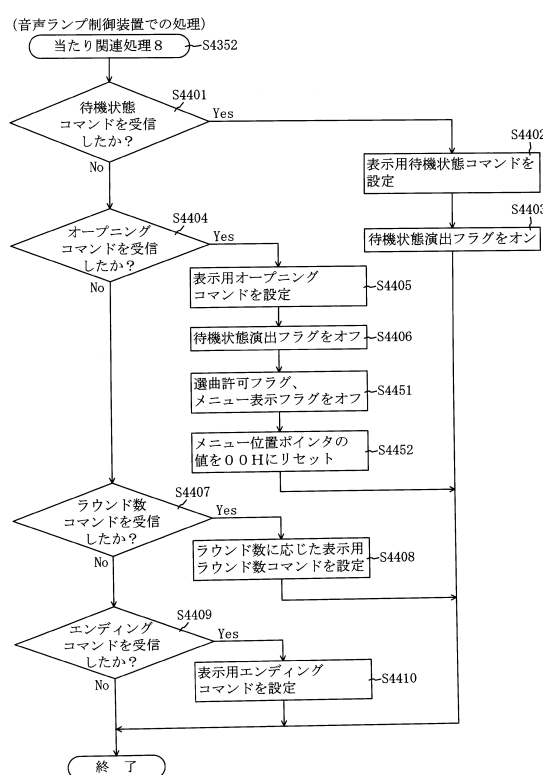 (音声ランプ制御装置での処理)
当たり関連処理8
S4352
S4401
待機状態
コマンドを受信
したか?
Yes
No
S4402
表示用待機状態コマンドを
設定
S4403
待機状態演出フラグをオン
S4404
オープニング
コマンドを受信
したか?
Yes
No
表示用オープニング
コマンドを設定
S4405
待機状態演出フラグをオフ
S4406
選曲許可フラグ、
メニュー表示フラグをオフ
S4451
メニュー位置ポインタの
値を00Hにリセット
S4452
S4407
ラウンド数
コマンドを受信
したか?
Yes
No
ラウンド数に応じた表示用
ラウンド数コマンドを設定
S4408
S4409
エンディング
コマンドを受信
したか?
Yes
No
表示用エンディング
コマンドを設定
S4410
終 了